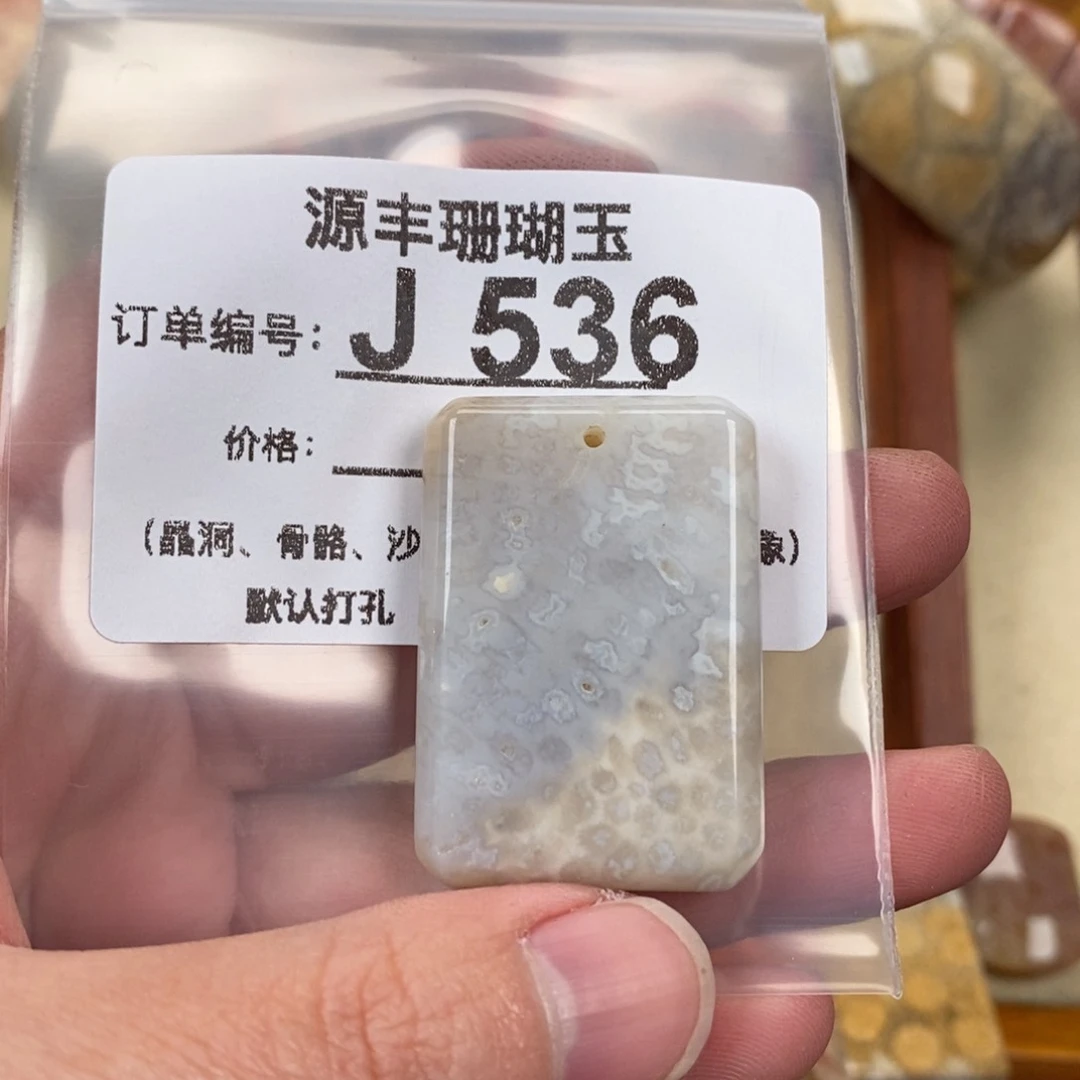 源丰珊瑚玉
订单编号: J 536
价格:
(晶洞、骨骼、沙
象)
默认打孔